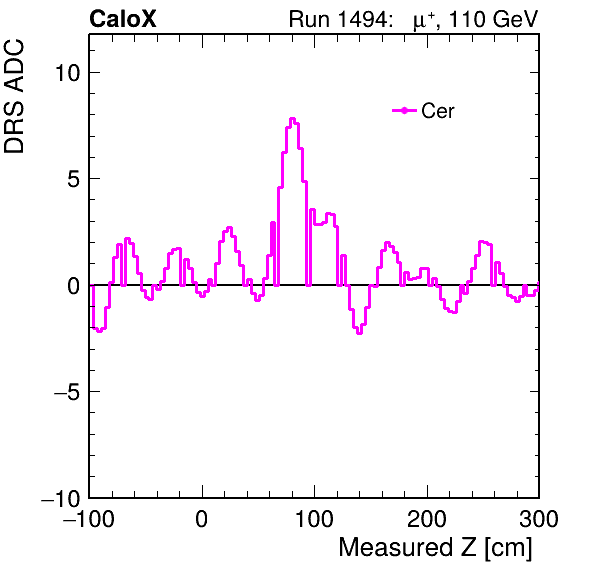 CaloX
Run 1494: μ⁺, 110 GeV
DRS ADC
Cer
10
5
0
−5
−10
−100 0 100 200 300
Measured Z [cm]